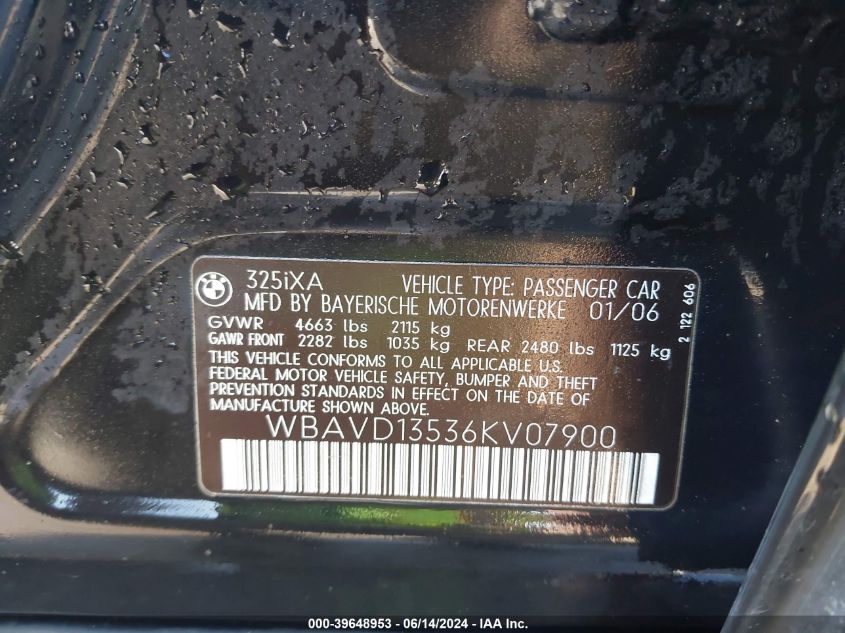 325iXA VEHICLE TYPE: PASSENGER CAR
MFD BY BAYERISCHE MOTORENWERKE 01/06
GVWR 4663 lbs 2115 kg
GAWR FRONT 2282 lbs 1035 kg REAR 2480 lbs 1125 kg
THIS VEHICLE CONFORMS TO ALL APPLICABLE U.S.
FEDERAL MOTOR VEHICLE SAFETY, BUMPER AND THEFT
PREVENTION STANDARDS IN EFFECT ON THE DATE OF
MANUFACTURE SHOWN ABOVE.
WBAVD13536KV07900
2 122 606
000-39648953 - 06/14/2024 - IAA Inc.